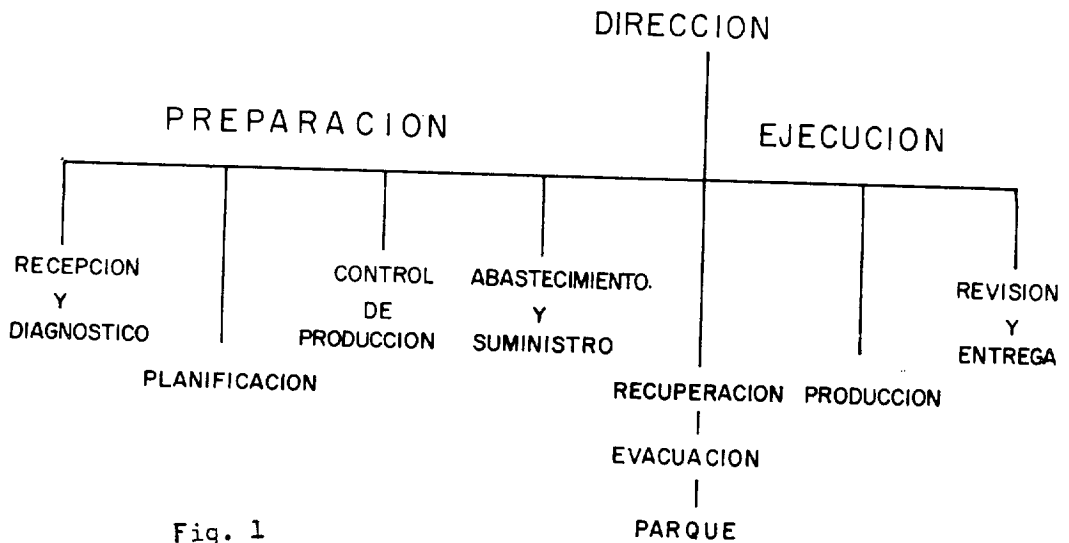 DIRECCION
PREPARACION
EJECUCION
RECEPCION
Y
DIAGNOSTICO
PLANIFICACION
CONTROL
DE
PRODUCCION
ABASTECIMIENTO.
Y
SUMINISTRO
RECUPERACION
EVACUACION
PARQUE
PRODUCCION
REVISION
Y
ENTREGA
Fig. 1